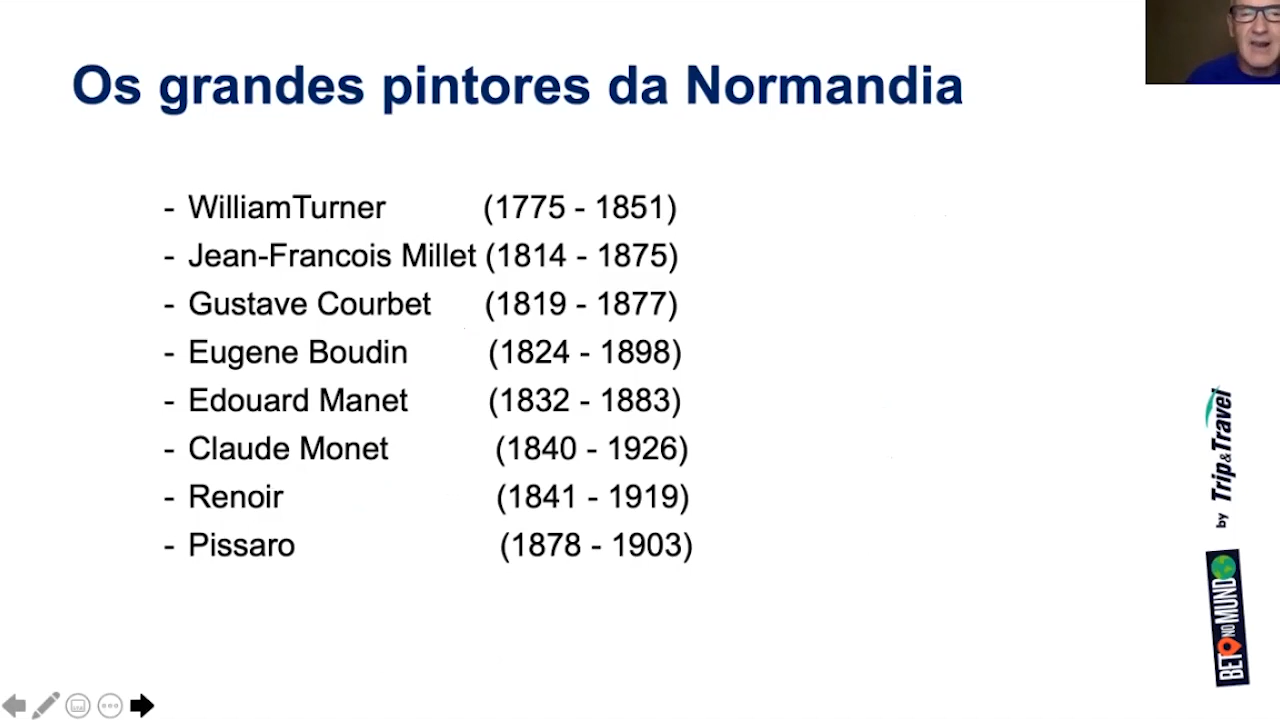 Os grandes pintores da Normandia
- WilliamTurner (1775 - 1851)
- Jean-Francois Millet (1814 - 1875)
- Gustave Courbet (1819 - 1877)
- Eugene Boudin (1824 - 1898)
- Edouard Manet (1832 - 1883)
- Claude Monet (1840 - 1926)
- Renoir (1841 - 1919)
- Pissaro (1878 - 1903)
by Trip&Travel
BETO NO MUNDO